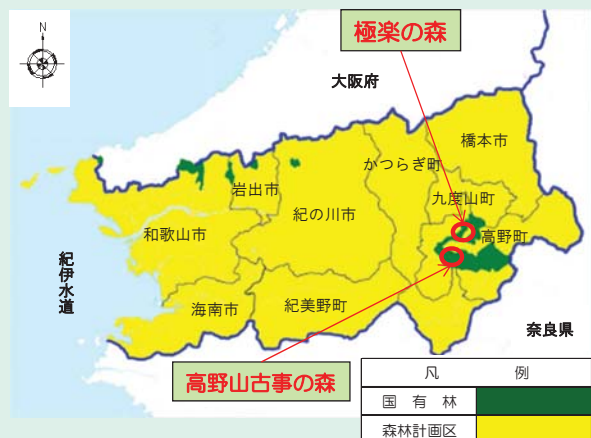 N
極楽の森
大阪府
橋本市
かつらぎ町
岩出市
九度山町
紀の川市
和歌山市
高野町
紀伊水道
海南市
紀美野町
奈良県
高野山古事の森
凡 例
国 有 林
森林計画区